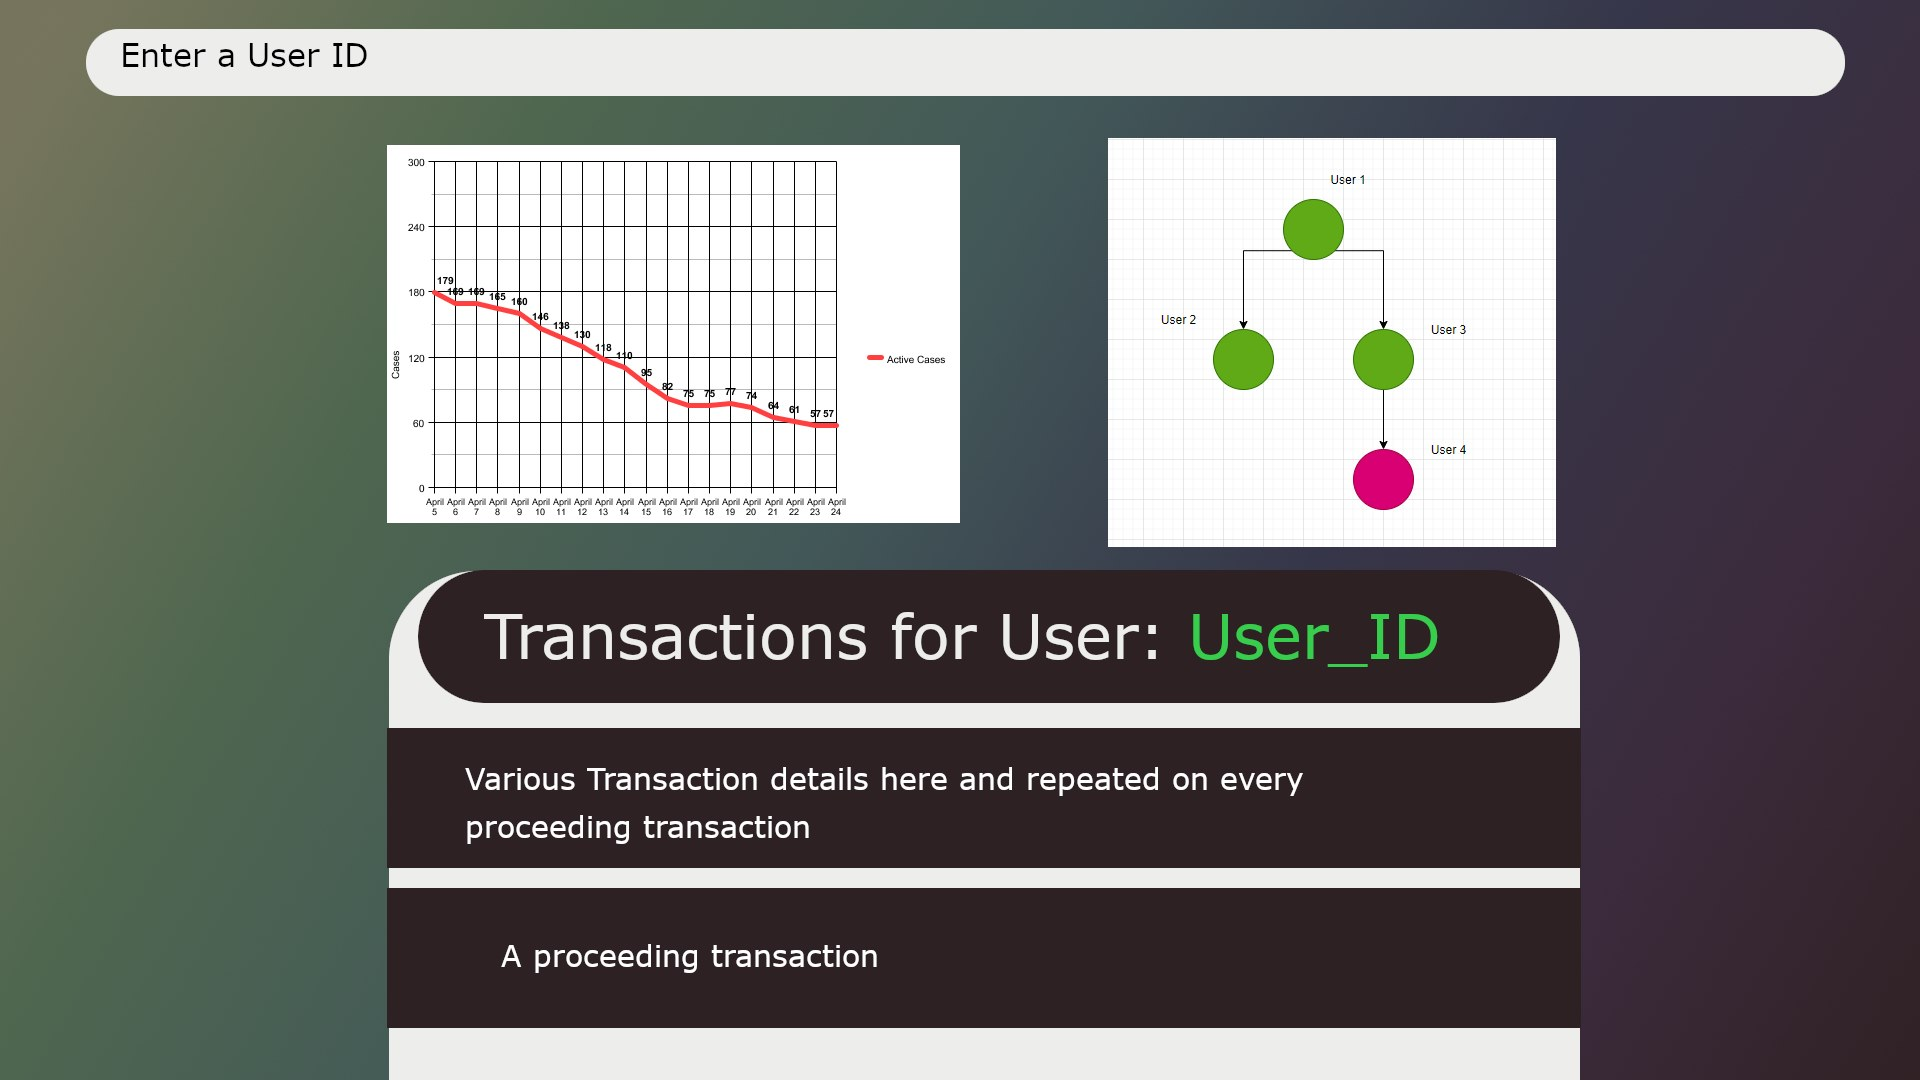 Enter a User ID
300
240
180
120
60
0
Cases
179
169
169
165
160
146
138
130
118
110
95
82
75
75
77
74
64
61
57
57
April 5
April 6
April 7
April 8
April 9
April 10
April 11
April 12
April 13
April 14
April 15
April 16
April 17
April 18
April 19
April 20
April 21
April 22
April 23
April 24
Active Cases
User 1
User 2
User 3
User 4
Transactions for User: User_ID
Various Transaction details here and repeated on every
proceeding transaction
A proceeding transaction